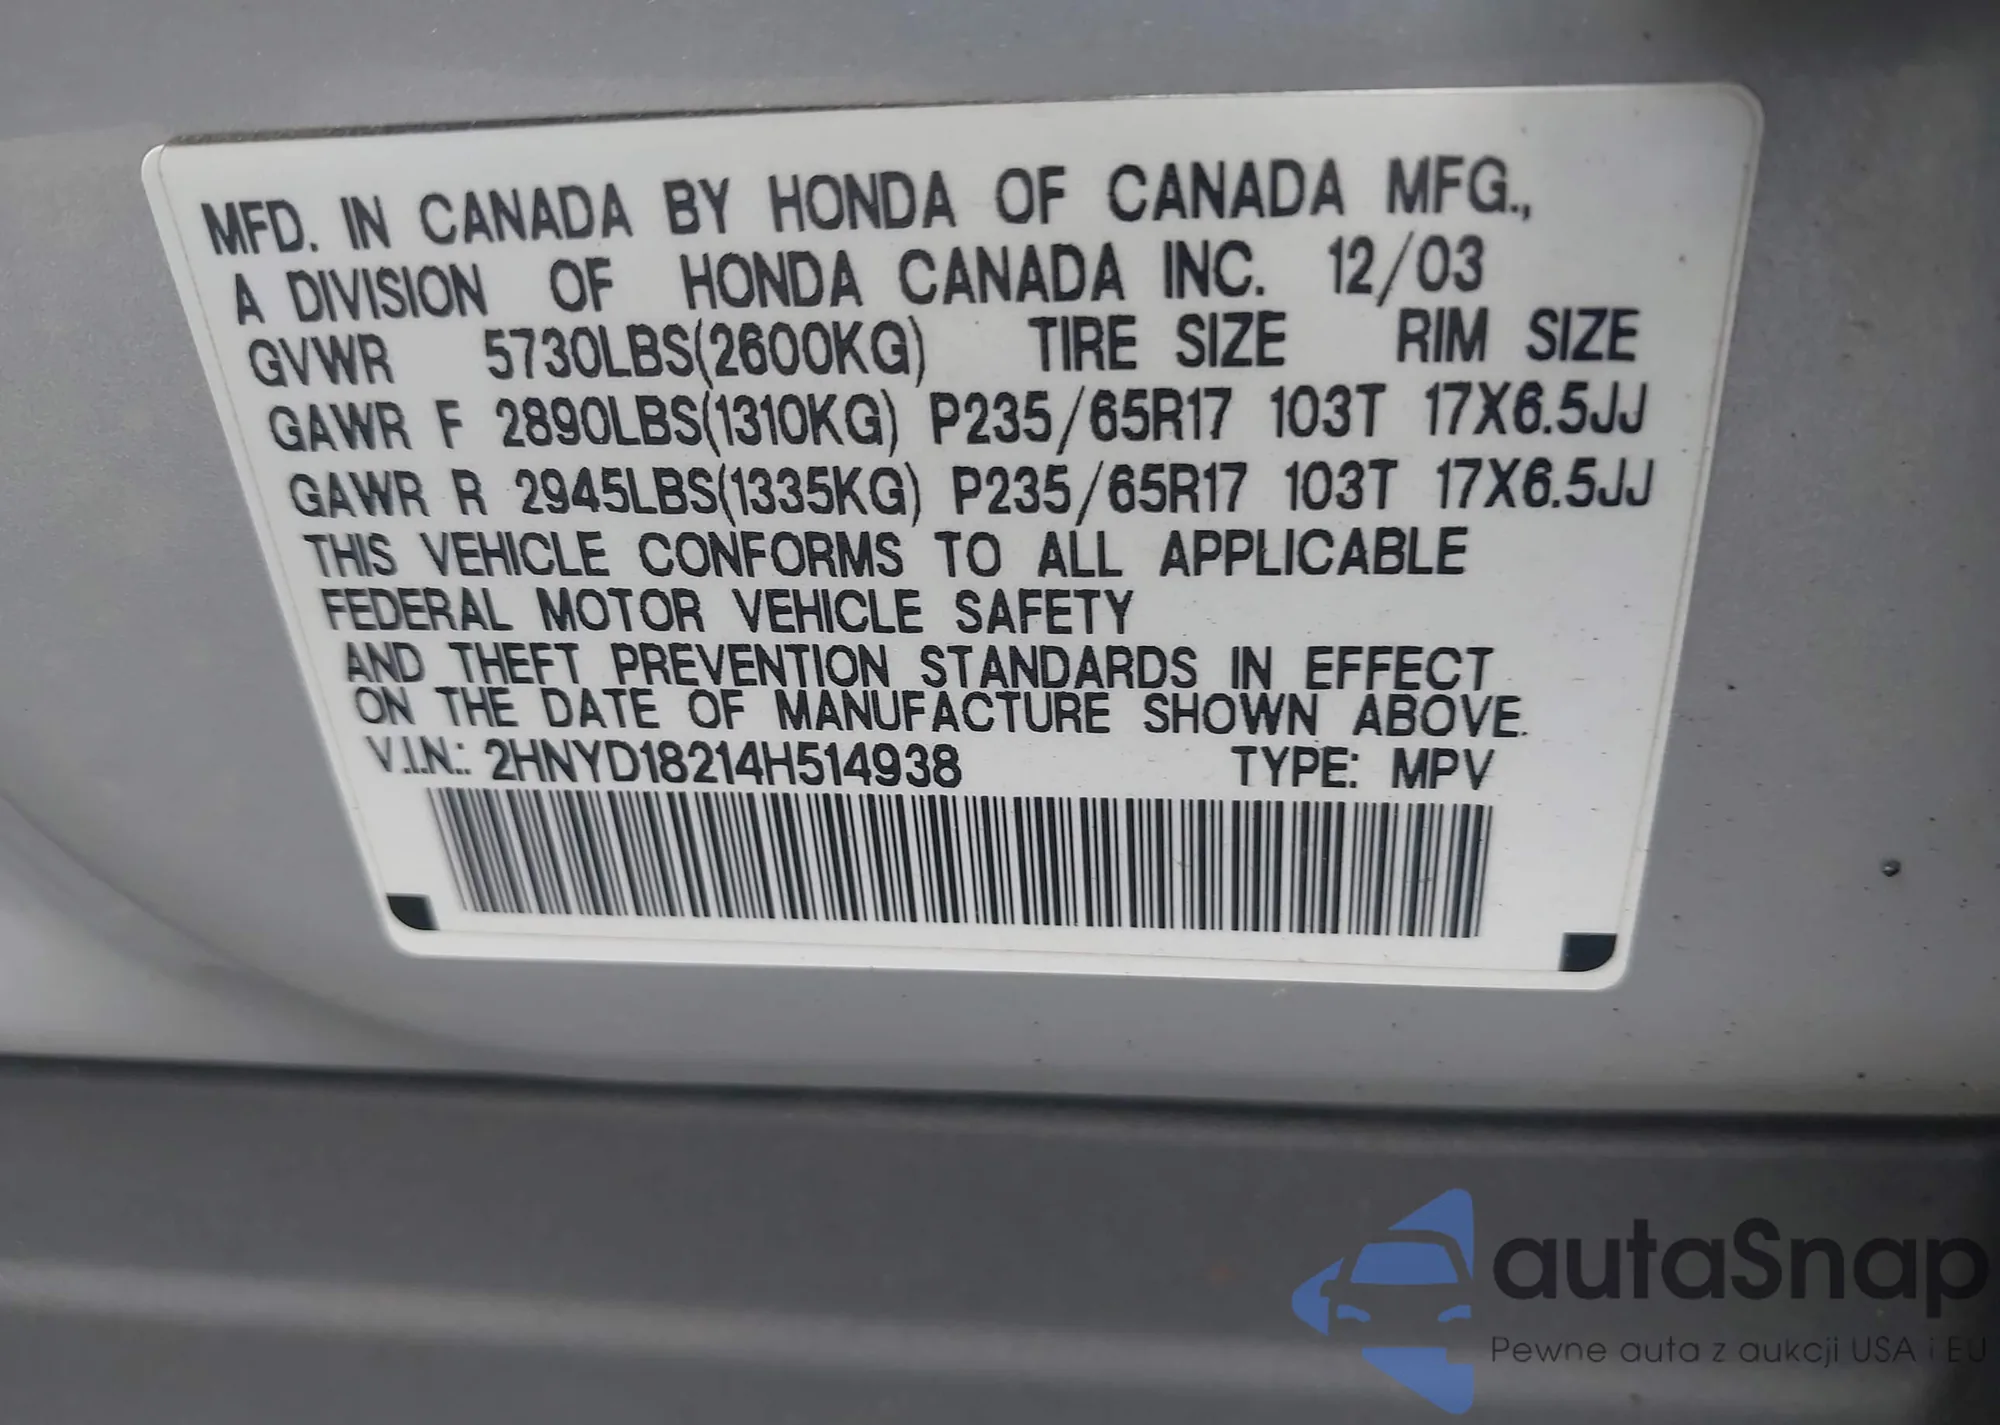 MFD. IN CANADA BY HONDA OF CANADA MFG.,
A DIVISION OF HONDA CANADA INC. 12/03
GVWR 5730LBS(2600KG) TIRE SIZE RIM SIZE
GAWR F 2890LBS(1310KG) P235/65R17 103T 17X6.5JJ
GAWR R 2945LBS(1335KG) P235/65R17 103T 17X6.5JJ
THIS VEHICLE CONFORMS TO ALL APPLICABLE
FEDERAL MOTOR VEHICLE SAFETY
AND THEFT PREVENTION STANDARDS IN EFFECT
ON THE DATE OF MANUFACTURE SHOWN ABOVE.
V.I.N.: 2HNYD18214H514938 TYPE: MPV
autaSnap
Pewne auta z aukcji USA i EU